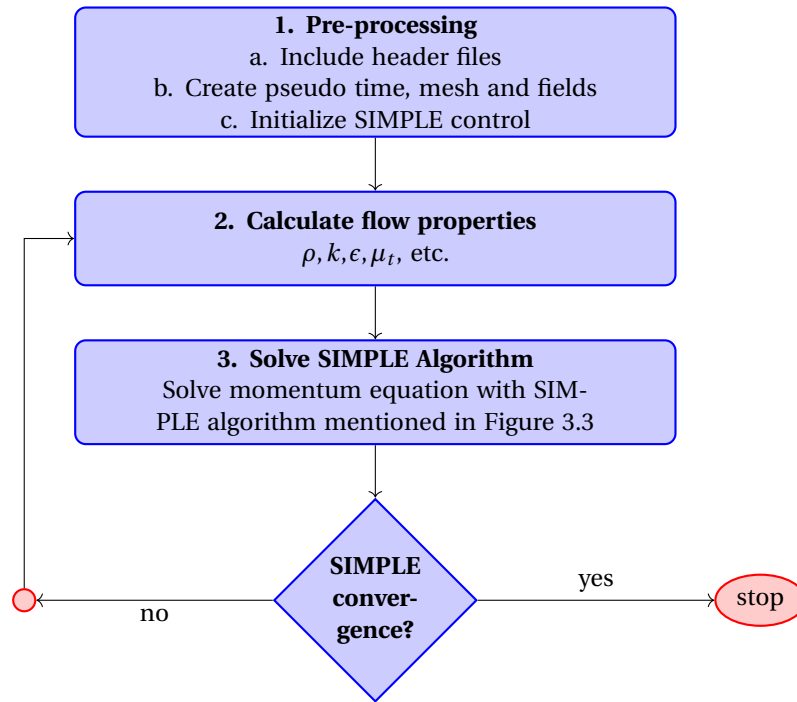 1. Pre-processing
a. Include header files
b. Create pseudo time, mesh and fields
c. Initialize SIMPLE control
2. Calculate flow properties
ρ, k, ϵ, μₜ, etc.
3. Solve SIMPLE Algorithm
Solve momentum equation with SIM-
PLE algorithm mentioned in Figure 3.3
SIMPLE
conver-
gence?
no
yes
stop